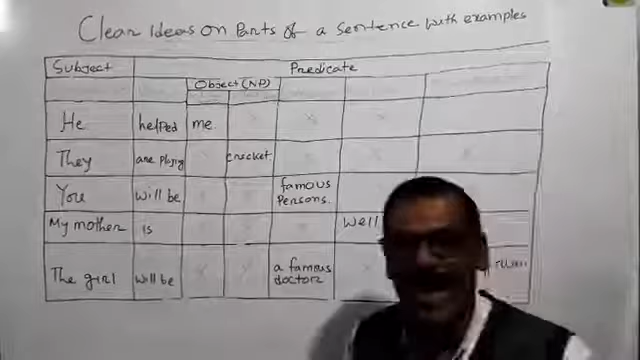 Clear Ideas on Parts Of a Sentence with examples
Subject Predicate
Object (NP)
He helped me x x x
They are playing cricket x x x
You will be x x famous Persons.
My mother is x x x well
The girl will be x x a famous doctor x